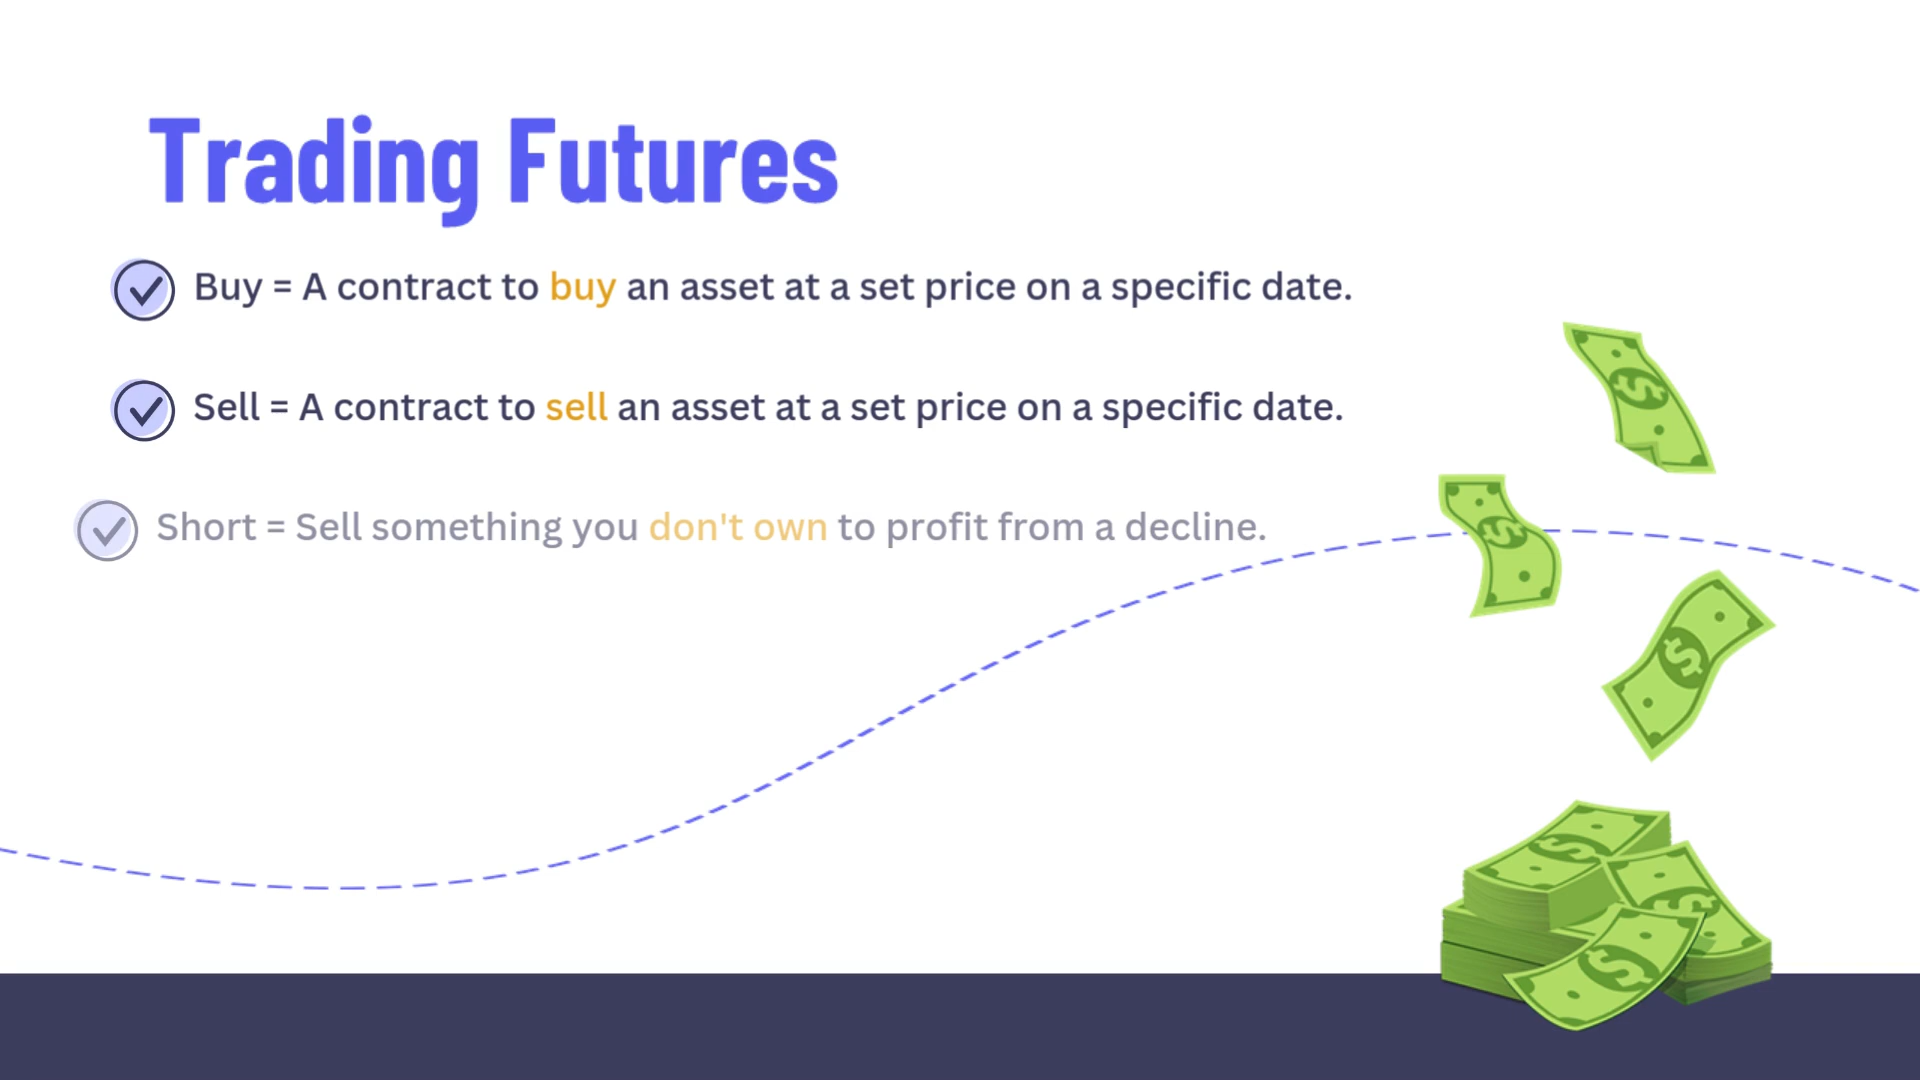 Trading Futures
Buy = A contract to buy an asset at a set price on a specific date.
Sell = A contract to sell an asset at a set price on a specific date.
Short = Sell something you don't own to profit from a decline.